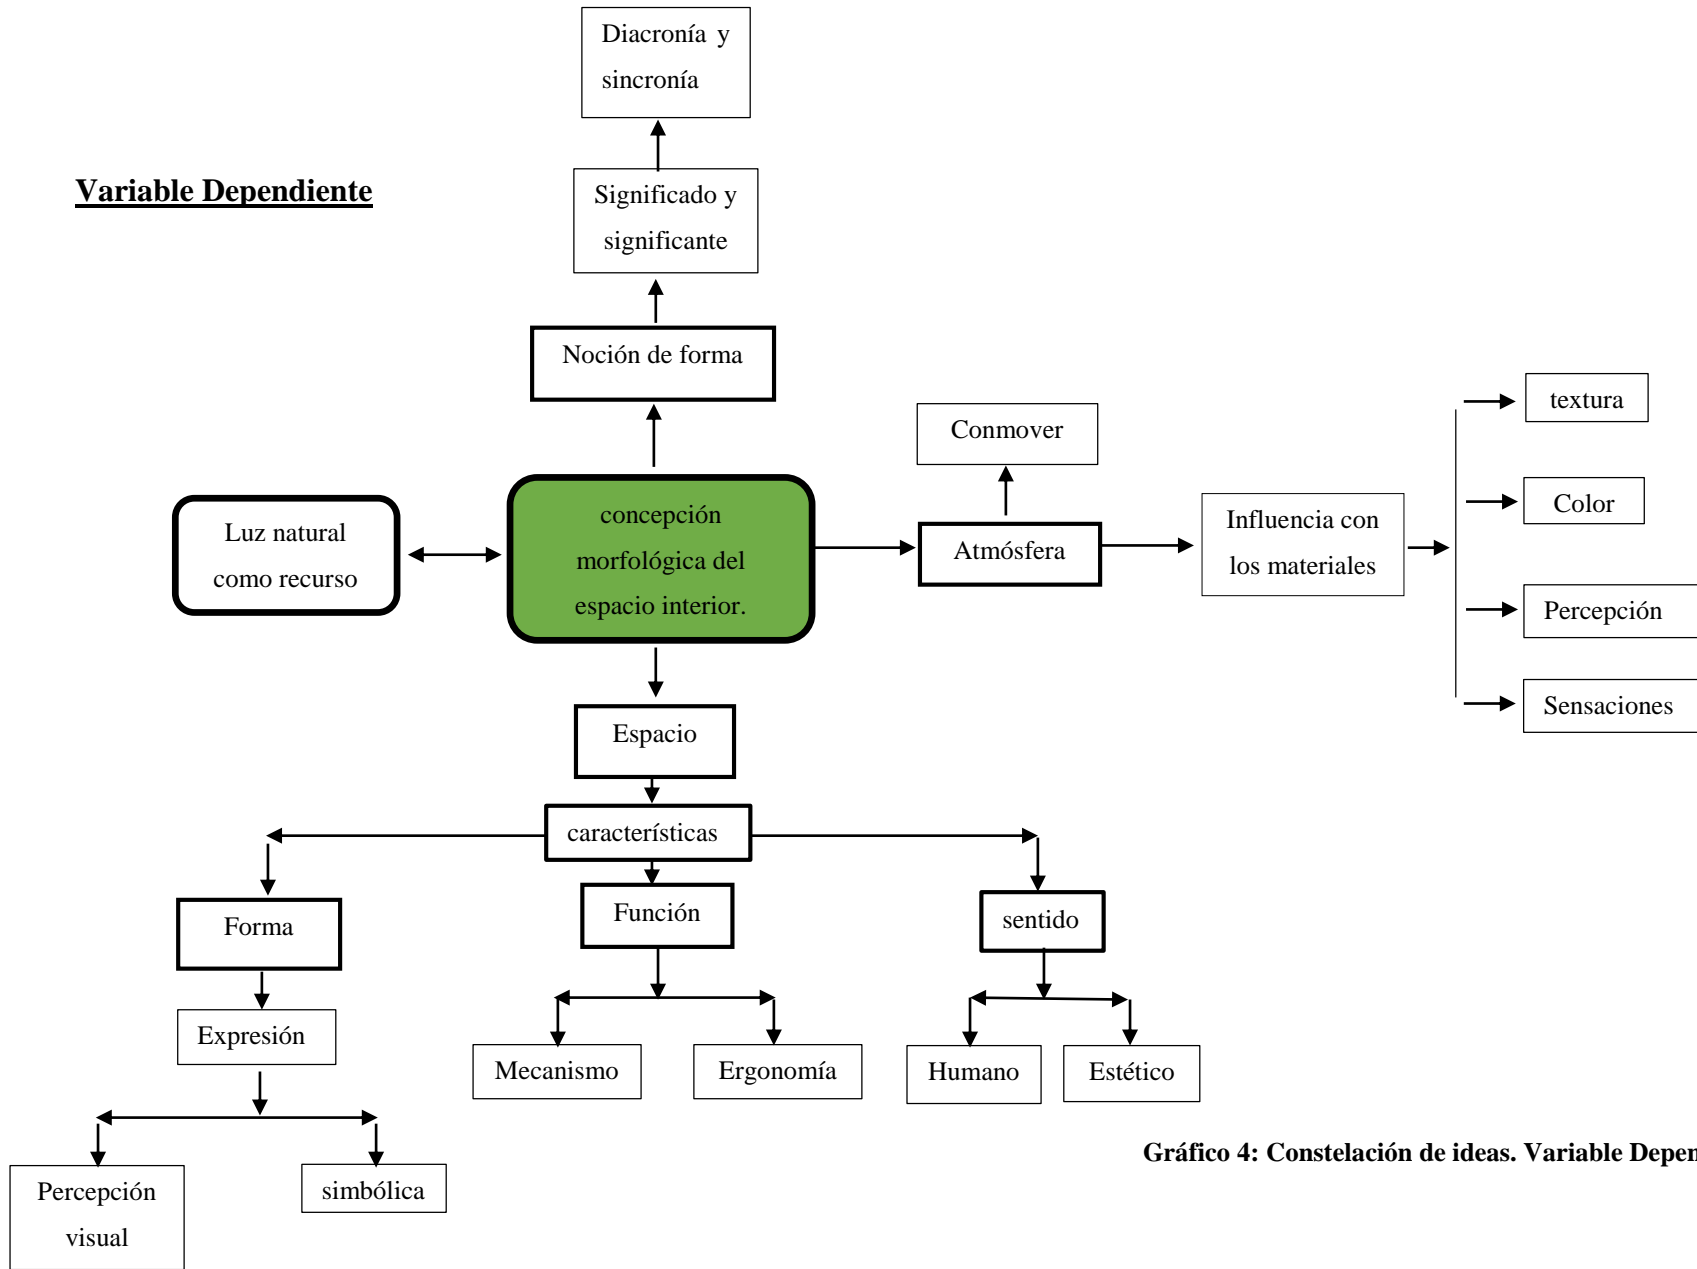 Diacronía y
sincronía
Variable Dependiente
Significado y
significante
Noción de forma
textura
Conmover
Luz natural
como recurso
concepción
morfológica del
espacio interior.
Atmósfera
Influencia con
los materiales
Color
Percepción
Sensaciones
Espacio
características
Forma
Función
sentido
Expresión
Mecanismo
Ergonomía
Humano
Estético
Percepción
visual
simbólica
Gráfico 4: Constelación de ideas. Variable Depen